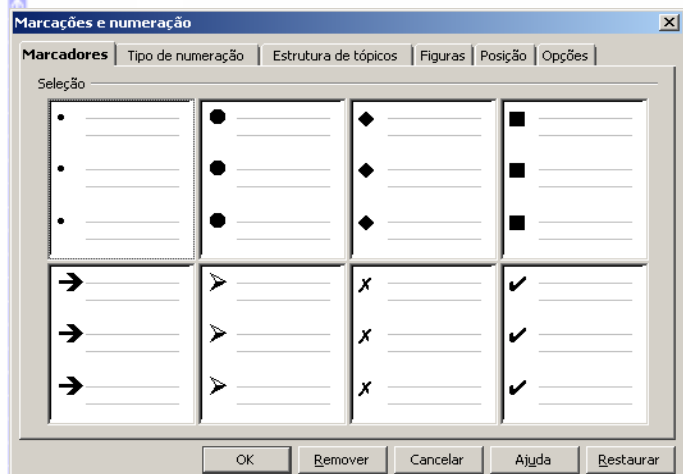 Marcações e numeração
Marcadores Tipo de numeração Estrutura de tópicos Figuras Posição Opções
Seleção
OK Remover Cancelar Ajuda Restaurar